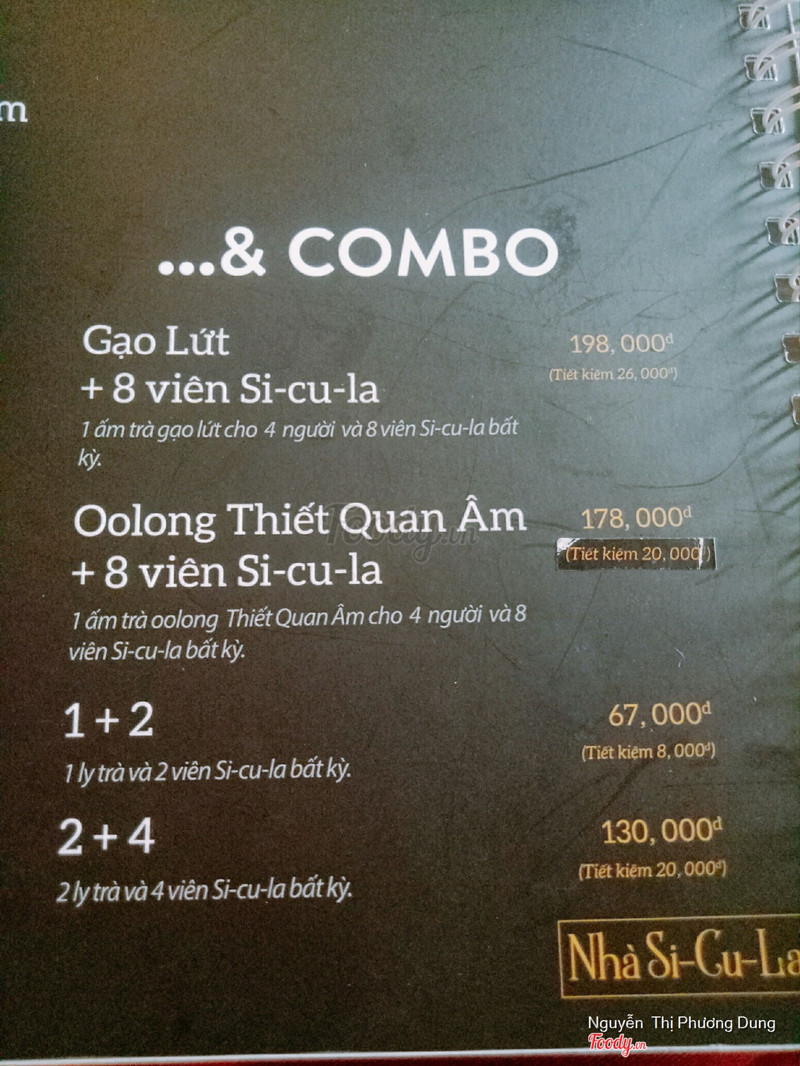 m
...& COMBO
Gạo Lứt
+ 8 viên Si-cu-la
198, 000đ
(Tiết kiệm 26, 000đ)
1 ấm trà gạo lứt cho 4 người và 8 viên Si-cu-la bất
kỳ.
Oolong Thiết Quan Âm
+ 8 viên Si-cu-la
178, 000đ
(Tiết kiệm 20, 000)
1 ấm trà oolong Thiết Quan Âm cho 4 người và 8
viên Si-cu-la bất kỳ.
1 + 2
67, 000đ
1 ly trà và 2 viên Si-cu-la bất kỳ.
(Tiết kiệm 8, 000đ)
2 + 4
130, 000đ
2 ly trà và 4 viên Si-cu-la bất kỳ.
(Tiết kiệm 20, 000đ)
Nhà Si-Cu-La
Nguyễn Thị Phương Dung
Foody.vn
Foody.vn